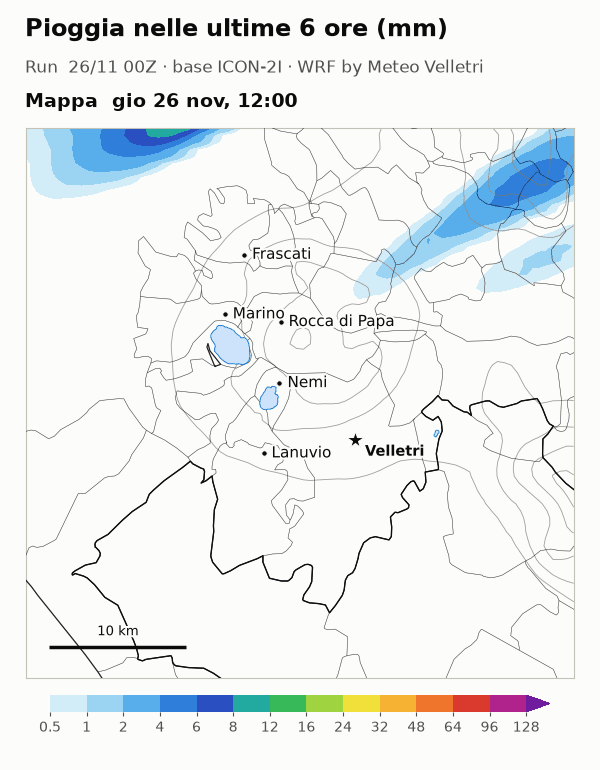 Pioggia nelle ultime 6 ore (mm)
Run  26/11 00Z · base ICON-2I · WRF by Meteo Velletri
Mappa  gio 26 nov, 12:00
Frascati
Marino
Rocca di Papa
Nemi
Velletri
Lanuvio
10 km
0.5 1 2 4 6 8 12 16 24 32 48 64 96 128